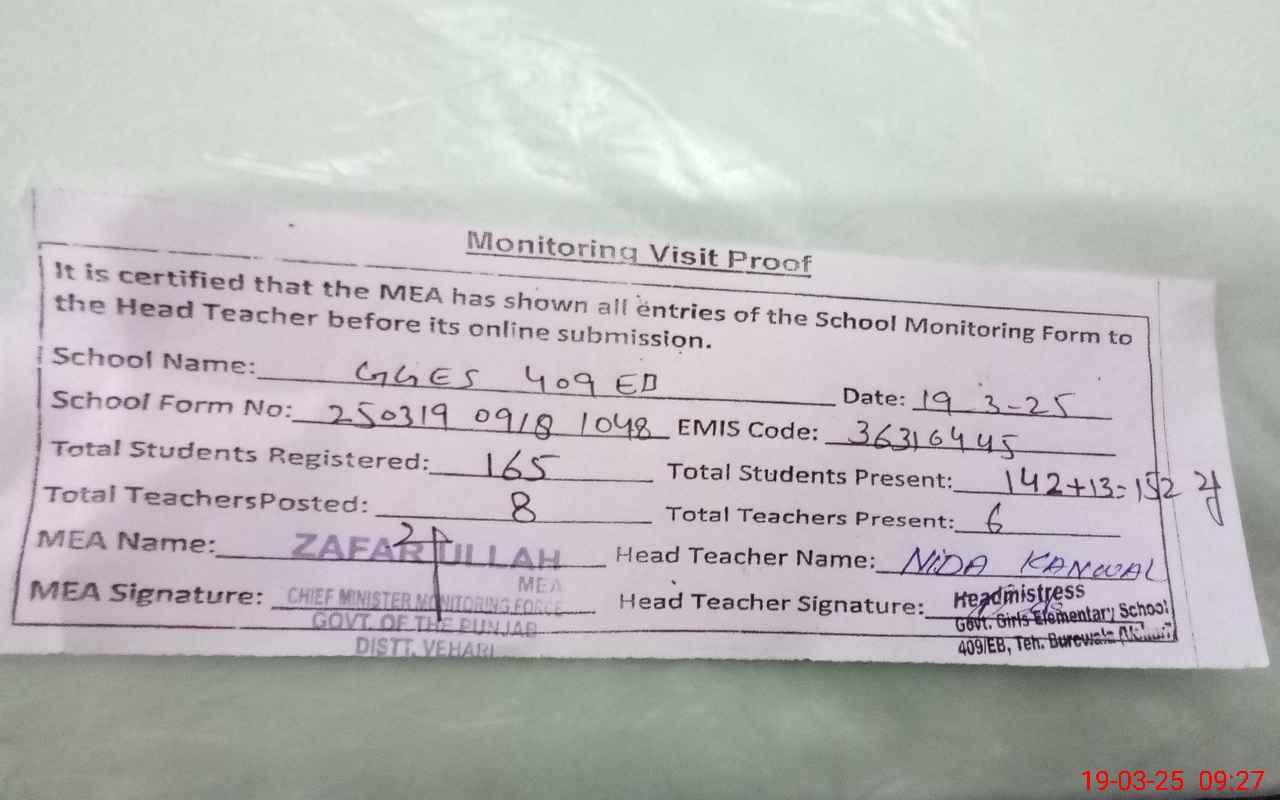 Monitoring Visit Proof
It is certified that the MEA has shown all entries of the School Monitoring Form to
the Head Teacher before its online submission.
School Name: GGES 409 EB Date: 19-3-25
School Form No: 250319 0918 1048 EMIS Code: 36316445
Total Students Registered: 165 Total Students Present: 142+13=152
Total TeachersPosted: 8 Total Teachers Present: 6
MEA Name: ZAFAR ULLAH Head Teacher Name: NIDA KANWAL
MEA
MEA Signature: CHIEF MINISTER MONITORING FORCE Head Teacher Signature: Headmistress
GOVT. OF THE PUNJAB Govt. Girls Elementary School
DISTT. VEHARI 409/EB, Teh. Burewala
19-03-25 09:27